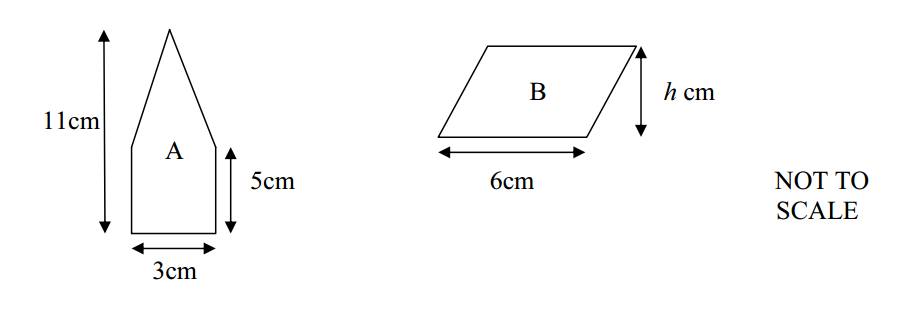 11cm
A
5cm
3cm
B
h cm
6cm
NOT TO
SCALE